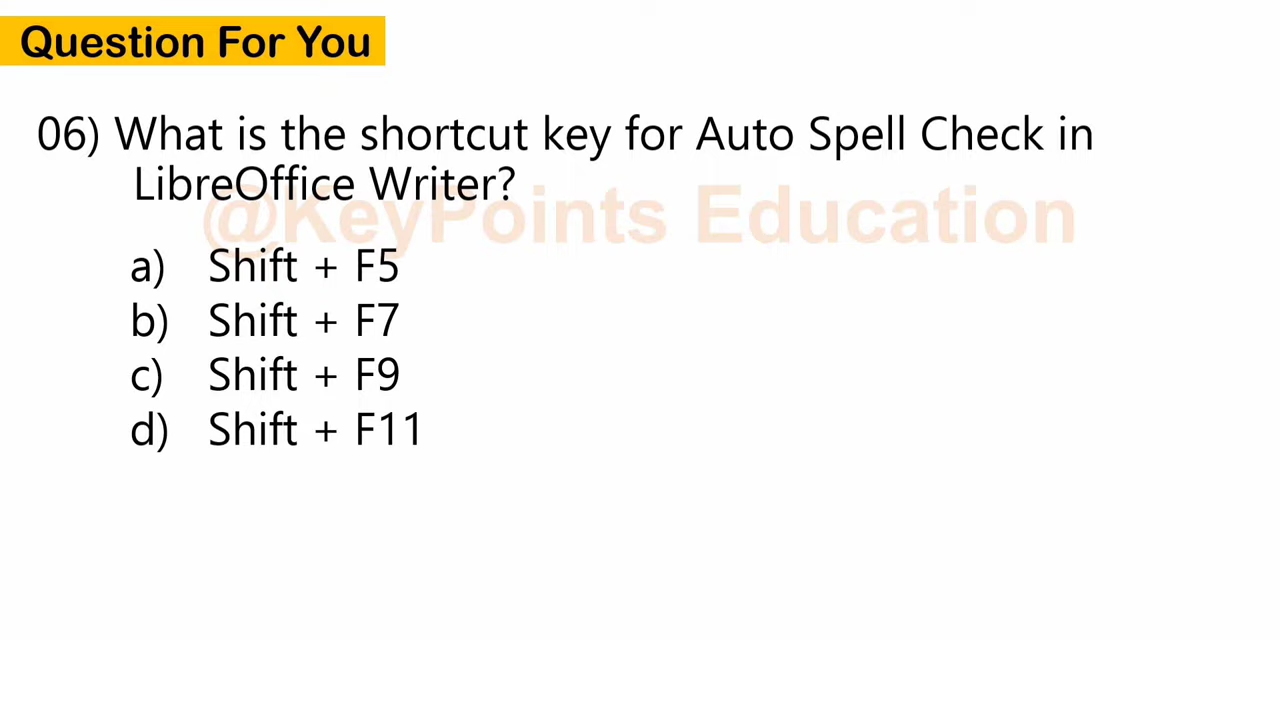 Question For You
06) What is the shortcut key for Auto Spell Check in
LibreOffice Writer?
@KeyPoints Education
a) Shift + F5
b) Shift + F7
c) Shift + F9
d) Shift + F11